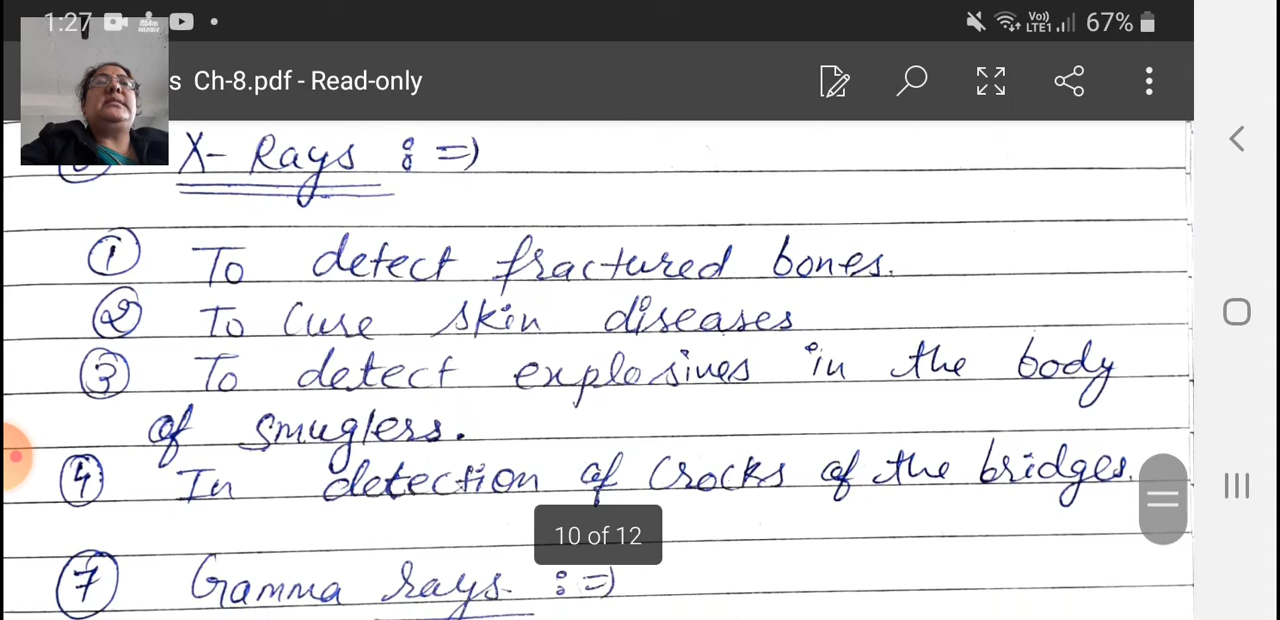 1:27
Vo))
LTE1
67%
s Ch-8.pdf - Read-only
X- Rays :=)
① To detect fractured bones.
② To Cure skin diseases
③ To detect explosives in the body
of smuglers.
④ In detection of Crocks of the bridges.
10 of 12
⑦ Gamma rays. :=)